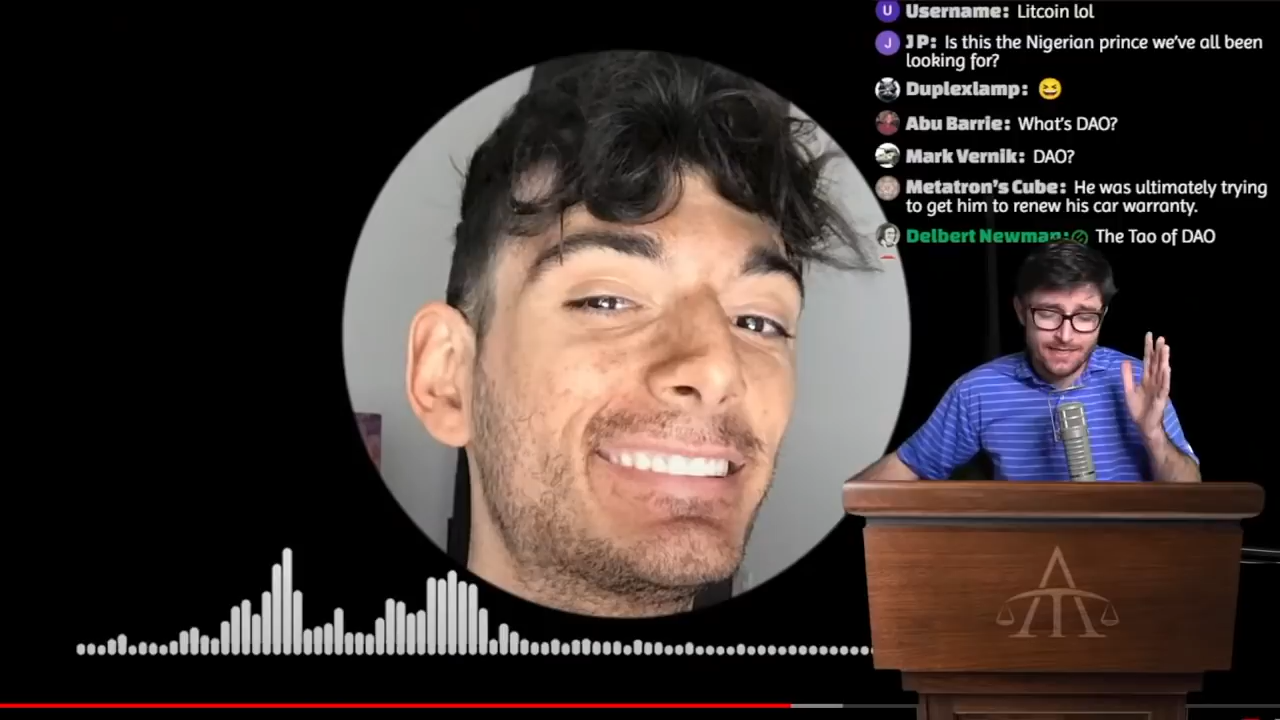 U Username: Litcoin lol
J JP: Is this the Nigerian prince we've all been
looking for?
Duplexlamp: 😆
Abu Barrie: What's DAO?
Mark Vernik: DAO?
Metatron's Cube: He was ultimately trying
to get him to renew his car warranty.
Delbert Newman: The Tao of DAO